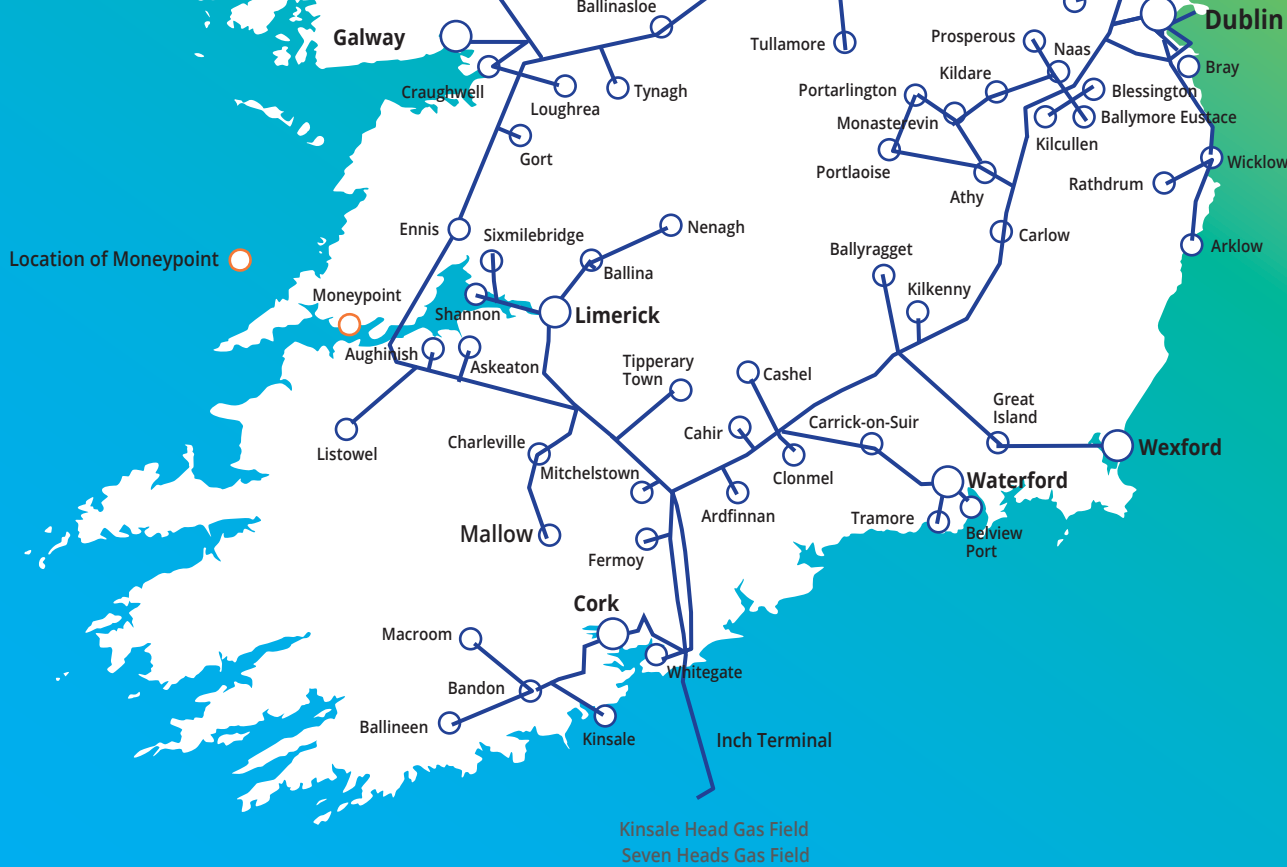 Ballinasloe
Dublin
Galway
Tullamore
Prosperous
Naas
Bray
Craughwell
Loughrea
Tynagh
Portarlington
Kildare
Blessington
Monasterevin
Ballymore Eustace
Gort
Kilcullen
Portlaoise
Wicklow
Athy
Rathdrum
Ennis
Sixmilebridge
Nenagh
Carlow
Arklow
Location of Moneypoint
Ballina
Ballyragget
Moneypoint
Kilkenny
Shannon
Limerick
Aughinish
Askeaton
Tipperary
Town
Cashel
Great
Island
Listowel
Charleville
Cahir
Carrick-on-Suir
Wexford
Mitchelstown
Clonmel
Waterford
Mallow
Ardfinnan
Tramore
Belview
Port
Fermoy
Cork
Macroom
Whitegate
Bandon
Ballineen
Kinsale
Inch Terminal
Kinsale Head Gas Field
Seven Heads Gas Field